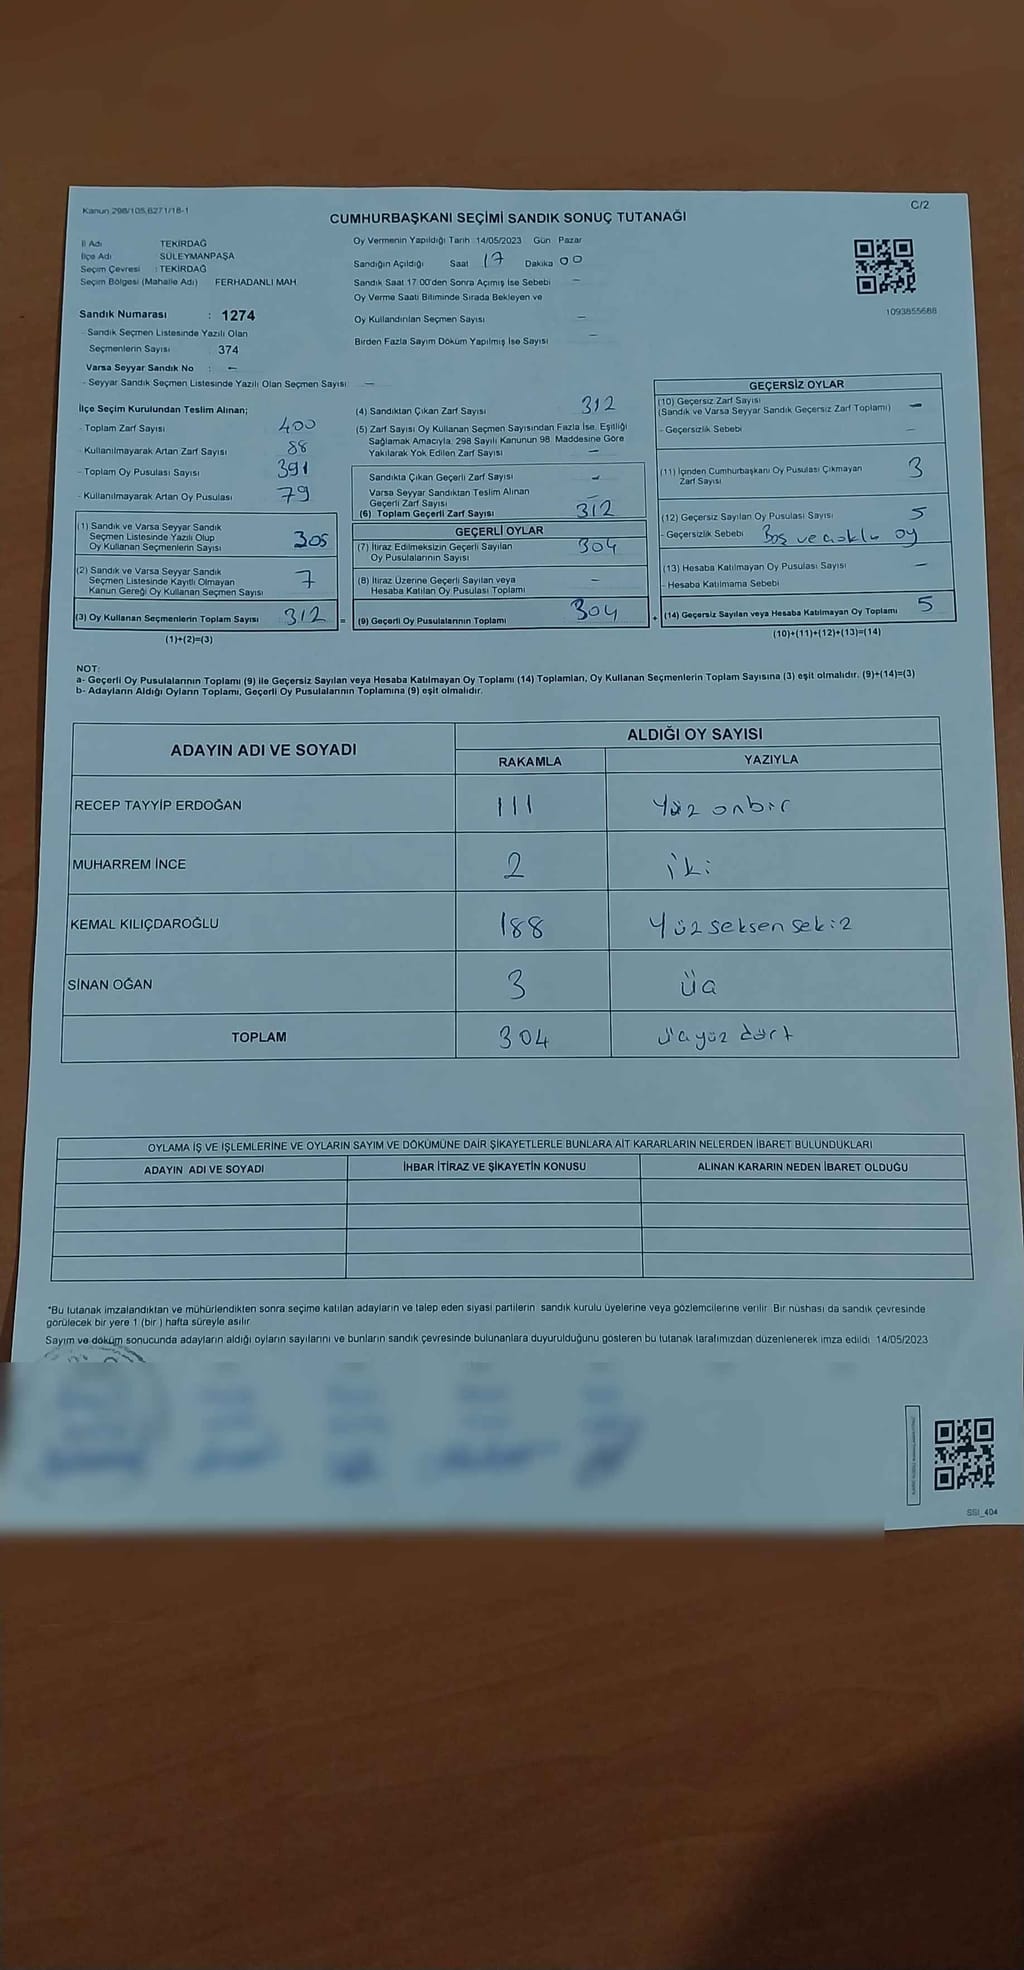 Kanun 298/105,6271/18-1
C/2
CUMHURBAŞKANI SEÇİMİ SANDIK SONUÇ TUTANAĞI
İl Adı TEKİRDAĞ
İlçe Adı SÜLEYMANPAŞA
Seçim Çevresi : TEKİRDAĞ
Seçim Bölgesi (Mahalle Adı) FERHADANLI MAH.
Sandık Numarası : 1274
- Sandık Seçmen Listesinde Yazılı Olan
Seçmenlerin Sayısı 374
Varsa Seyyar Sandık No : -
- Seyyar Sandık Seçmen Listesinde Yazılı Olan Seçmen Sayısı -
Oy Vermenin Yapıldığı Tarih 14/05/2023 Gün Pazar
Sandığın Açıldığı Saat 17 Dakika 00
Sandık Saat 17:00'den Sonra Açımış İse Sebebi -
Oy Verme Saati Bitiminde Sırada Bekleyen ve
Oy Kullandırılan Seçmen Sayısı -
Birden Fazla Sayım Döküm Yapılmış İse Sayısı -
1093855688
İlçe Seçim Kurulundan Teslim Alınan;
- Toplam Zarf Sayısı 400
- Kullanılmayarak Artan Zarf Sayısı 88
- Toplam Oy Pusulası Sayısı 391
- Kullanılmayarak Artan Oy Pusulası 79
(1) Sandık ve Varsa Seyyar Sandık
Seçmen Listesinde Yazılı Olup
Oy Kullanan Seçmenlerin Sayısı 305
(2) Sandık ve Varsa Seyyar Sandık
Seçmen Listesinde Kayıtlı Olmayan
Kanun Gereği Oy Kullanan Seçmen Sayısı 7
(3) Oy Kullanan Seçmenlerin Toplam Sayısı 312 =
(1)+(2)=(3)
(4) Sandıktan Çıkan Zarf Sayısı 312
(5) Zarf Sayısı Oy Kullanan Seçmen Sayısından Fazla İse, Eşitliği
Sağlamak Amacıyla, 298 Sayılı Kanunun 98. Maddesine Göre
Yakılarak Yok Edilen Zarf Sayısı -
Sandıkta Çıkan Geçerli Zarf Sayısı -
Varsa Seyyar Sandıktan Teslim Alınan
Geçerli Zarf Sayısı -
(6) Toplam Geçerli Zarf Sayısı 312
GEÇERLİ OYLAR
(7) İtiraz Edilmeksizin Geçerli Sayılan
Oy Pusulalarının Sayısı 304
(8) İtiraz Üzerine Geçerli Sayılan veya
Hesaba Katılan Oy Pusulası Toplamı -
(9) Geçerli Oy Pusulalarının Toplamı 304 +
GEÇERSİZ OYLAR
(10) Geçersiz Zarf Sayısı
(Sandık ve Varsa Seyyar Sandık Geçersiz Zarf Toplamı) -
- Geçersizlik Sebebi -
(11) İçinden Cumhurbaşkanı Oy Pusulası Çıkmayan
Zarf Sayısı 3
(12) Geçersiz Sayılan Oy Pusulası Sayısı 5
- Geçersizlik Sebebi Boş ve
oy
(13) Hesaba Katılmayan Oy Pusulası Sayısı -
- Hesaba Katılmama Sebebi
(14) Geçersiz Sayılan veya Hesaba Katılmayan Oy Toplamı 5
(10)+(11)+(12)+(13)=(14)
NOT:
a- Geçerli Oy Pusulalarının Toplamı (9) ile Geçersiz Sayılan veya Hesaba Katılmayan Oy Toplamı (14) Toplamları, Oy Kullanan Seçmenlerin Toplam Sayısına (3) eşit olmalıdır. (9)+(14)=(3)
b- Adayların Aldığı Oyların Toplamı, Geçerli Oy Pusulalarının Toplamına (9) eşit olmalıdır.
ADAYIN ADI VE SOYADI
ALDIĞI OY SAYISI
RAKAMLA YAZIYLA
RECEP TAYYİP ERDOĞAN 111 Yüz onbir
MUHARREM İNCE 2 iki
KEMAL KILIÇDAROĞLU 188 Yüz seksen sekiz
SİNAN OĞAN 3 üç
TOPLAM 304 üçyüz dört
OYLAMA İŞ VE İŞLEMLERİNE VE OYLARIN SAYIM VE DÖKÜMÜNE DAİR ŞİKAYETLERLE BUNLARA AİT KARARLARIN NELERDEN İBARET BULUNDUKLARI
ADAYIN ADI VE SOYADI İHBAR İTİRAZ VE ŞİKAYETİN KONUSU ALINAN KARARIN NEDEN İBARET OLDUĞU
*Bu tutanak imzalandıktan ve mühürlendikten sonra seçime katılan adayların ve talep eden siyasi partilerin sandık kurulu üyelerine veya gözlemcilerine verilir. Bir nüshası da sandık çevresinde
görülecek bir yere 1 (bir) hafta süreyle asılır.
Sayım ve döküm sonucunda adayların aldığı oyların sayılarını ve bunların sandık çevresinde bulunanlara duyurulduğunu gösteren bu tutanak tarafımızdan düzenlenerek imza edildi. 14/05/2023
SSI_404